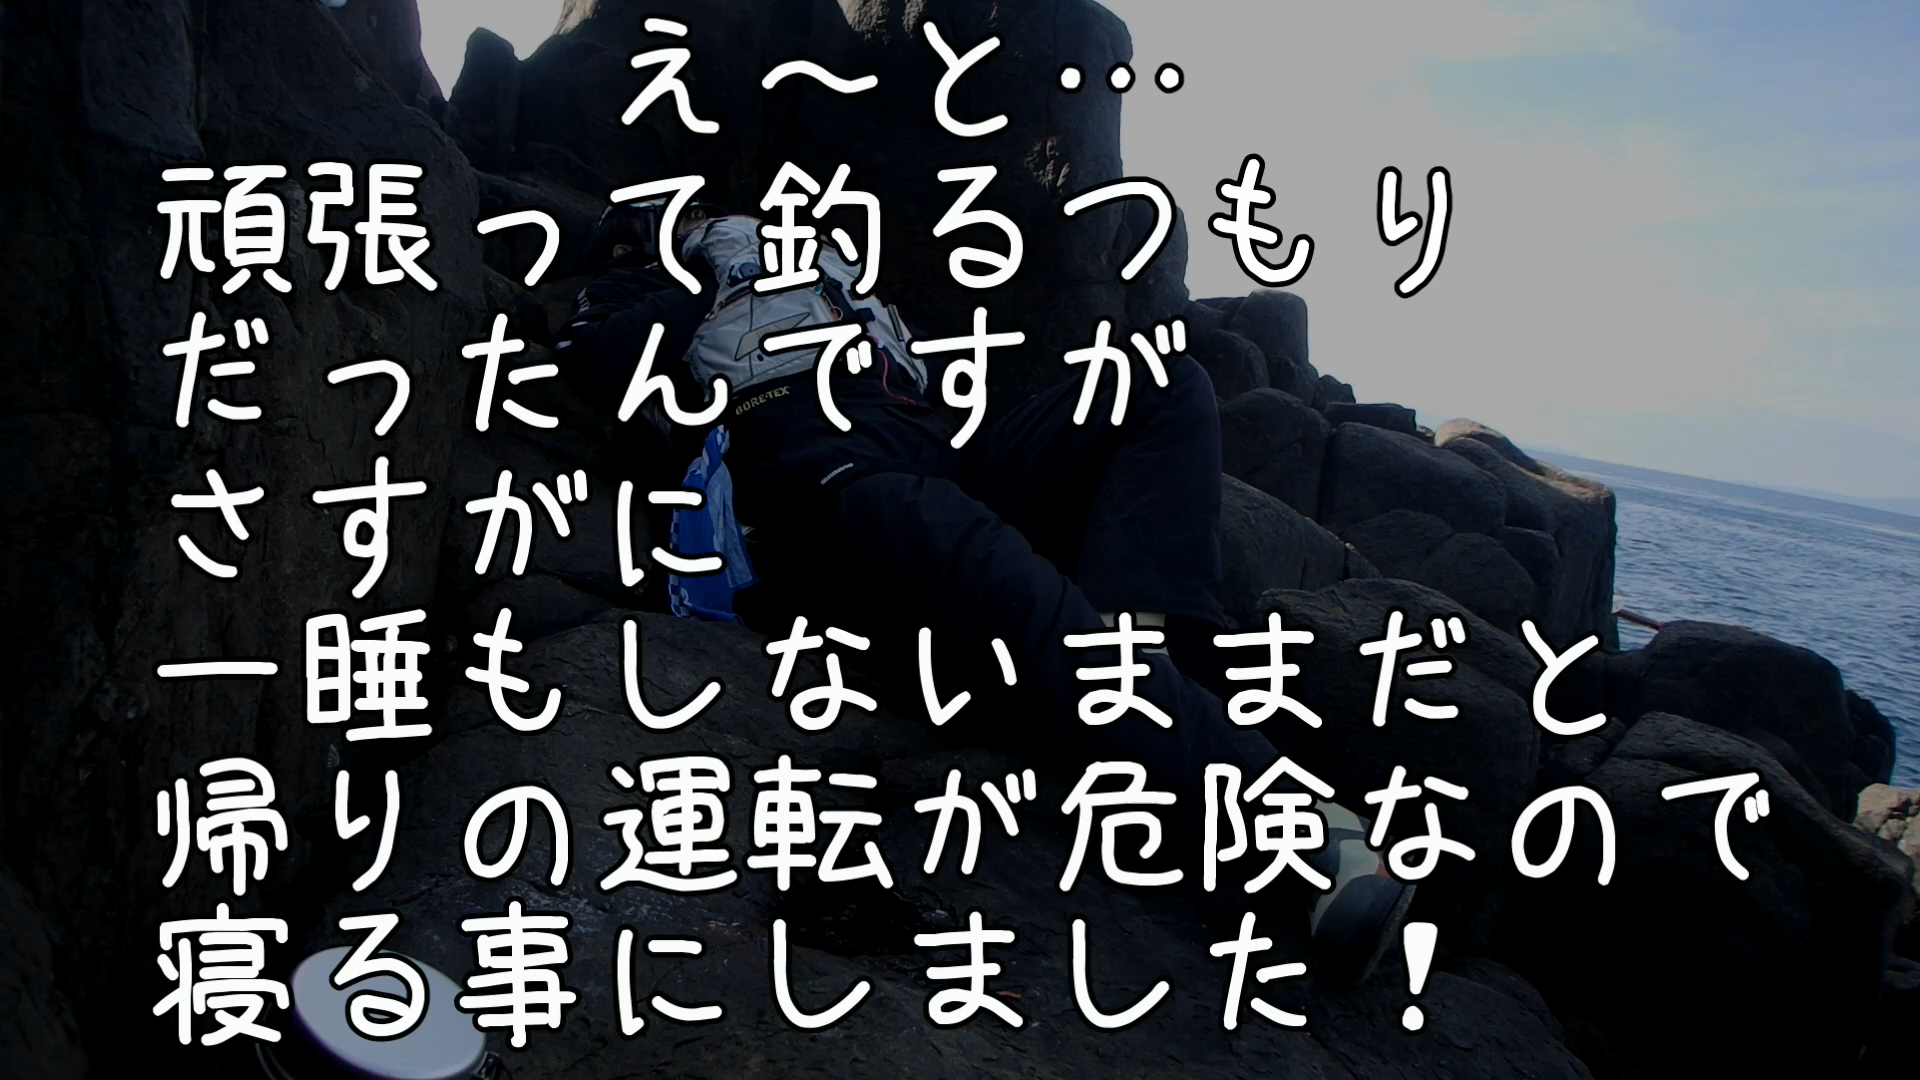 え～と…
頑張って釣るつもり
だったんですが
さすがに
一睡もしないままだと
帰りの運転が危険なので
寝る事にしました！
GORE-TEX